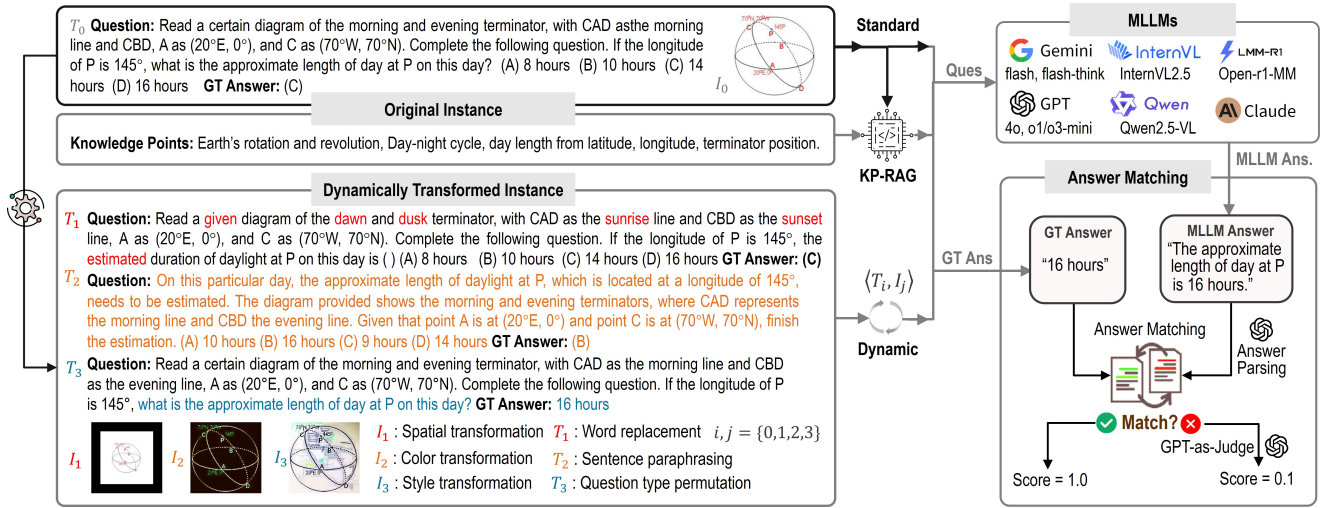 T0 Question: Read a certain diagram of the morning and evening terminator, with CAD asthe morning
line and CBD, A as (20°E, 0°), and C as (70°W, 70°N). Complete the following question. If the longitude
of P is 145°, what is the approximate length of day at P on this day? (A) 8 hours (B) 10 hours (C) 14
hours (D) 16 hours GT Answer: (C)
I0
70°N 70°W
145°
C
P
B
A
20°E,0°
D
Original Instance
Knowledge Points: Earth's rotation and revolution, Day-night cycle, day length from latitude, longitude, terminator position.
Dynamically Transformed Instance
T1 Question: Read a given diagram of the dawn and dusk terminator, with CAD as the sunrise line and CBD as the sunset
line, A as (20°E, 0°), and C as (70°W, 70°N). Complete the following question. If the longitude of P is 145°, the
estimated duration of daylight at P on this day is ( ) (A) 8 hours (B) 10 hours (C) 14 hours (D) 16 hours GT Answer: (C)
T2 Question: On this particular day, the approximate length of daylight at P, which is located at a longitude of 145°,
needs to be estimated. The diagram provided shows the morning and evening terminators, where CAD represents
the morning line and CBD the evening line. Given that point A is at (20°E, 0°) and point C is at (70°W, 70°N), finish
the estimation. (A) 10 hours (B) 16 hours (C) 9 hours (D) 14 hours GT Answer: (B)
T3 Question: Read a certain diagram of the morning and evening terminator, with CAD as the morning line and CBD
as the evening line, A as (20°E, 0°), and C as (70°W, 70°N). Complete the following question. If the longitude of P
is 145°, what is the approximate length of day at P on this day? GT Answer: 16 hours
I1
I2
I3
I1 : Spatial transformation T1 : Word replacement i, j = {0,1,2,3}
I2 : Color transformation T2 : Sentence paraphrasing
I3 : Style transformation T3 : Question type permutation
Standard
</>
KP-RAG
⟨Ti, Ij⟩
Dynamic
Ques
GT Ans
MLLMs
Gemini
flash, flash-think
InternVL
InternVL2.5
LMM-R1
Open-r1-MM
GPT
4o, o1/o3-mini
Qwen
Qwen2.5-VL
Claude
MLLM Ans.
Answer Matching
GT Answer
“16 hours”
MLLM Answer
“The approximate
length of day at P
is 16 hours.”
Answer Matching
Answer
Parsing
Match?
GPT-as-Judge
Score = 1.0
Score = 0.1